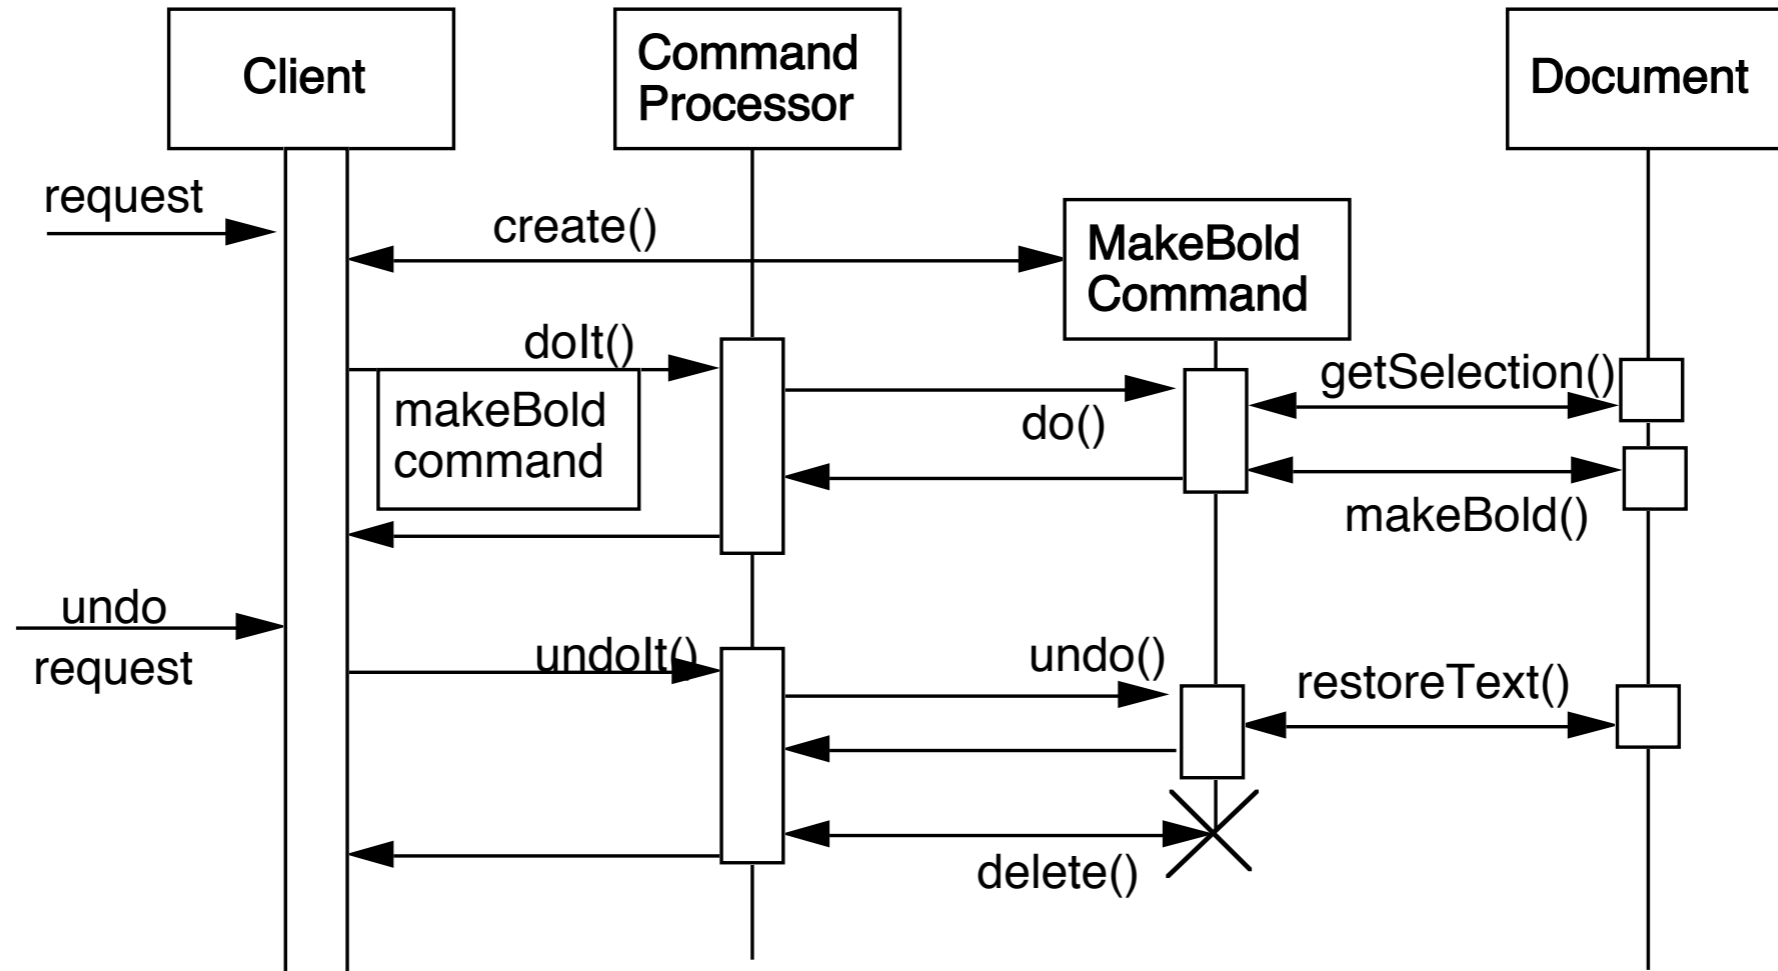 Client
Command
Processor
Document
request
create()
MakeBold
Command
doIt()
getSelection()
makeBold
command
do()
makeBold()
undo
request
undoIt()
undo()
restoreText()
delete()